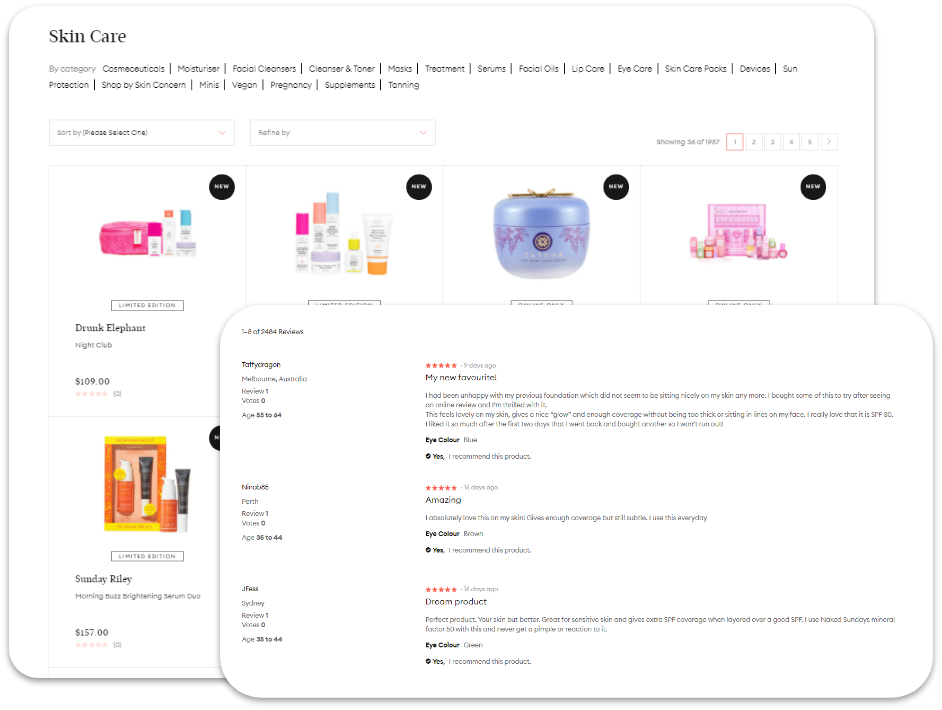 Skin Care
By category Cosmeceuticals | Moisturiser | Facial Cleansers | Cleanser & Toner | Masks | Treatment | Serums | Facial Oils | Lip Care | Eye Care | Skin Care Packs | Devices | Sun
Protection | Shop by Skin Concern | Minis | Vegan | Pregnancy | Supplements | Tanning
Sort by (Please Select One)
Refine by
Showing 36 of 1987
1 2 3 4 5 >
NEW
NEW
NEW
NEW
TATCHA
LIMITED EDITION
LIMITED EDITION
ONLINE ONLY
ONLINE ONLY
Drunk Elephant
Night Club
$109.00
(0)
MORNING BUZZ
LIMITED EDITION
Sunday Riley
Morning Buzz Brightening Serum Duo
$157.00
(0)
1–8 of 2484 Reviews
Taffydragon
Melbourne, Australia
Review 1
Votes 0
Age 55 to 64
★★★★★ · 9 days ago
My new favourite!
I had been unhappy with my previous foundation which did not seem to be sitting nicely on my skin any more. I bought some of this to try after seeing
an online review and I'm thrilled with it.
This feels lovely on my skin, gives a nice "glow" and enough coverage without being too thick or sitting in lines on my face. I really love that it is SPF 30.
I liked it so much after the first two days that I went back and bought another so I won't run out!
Eye Colour Blue
Yes, I recommend this product.
Ninab85
Perth
Review 1
Votes 0
Age 35 to 44
★★★★★ · 16 days ago
Amazing
I absolutely love this on my skin! Gives enough coverage but still subtle. I use this everyday
Eye Colour Brown
Yes, I recommend this product.
JFess
Sydney
Review 1
Votes 0
Age 35 to 44
★★★★★ · 16 days ago
Dream product
Perfect product. Your skin but better. Great for sensitive skin and gives extra SPF coverage when layered over a good SPF. I use Naked Sundays mineral
factor 50 with this and never get a pimple or reaction to it.
Eye Colour Green
Yes, I recommend this product.